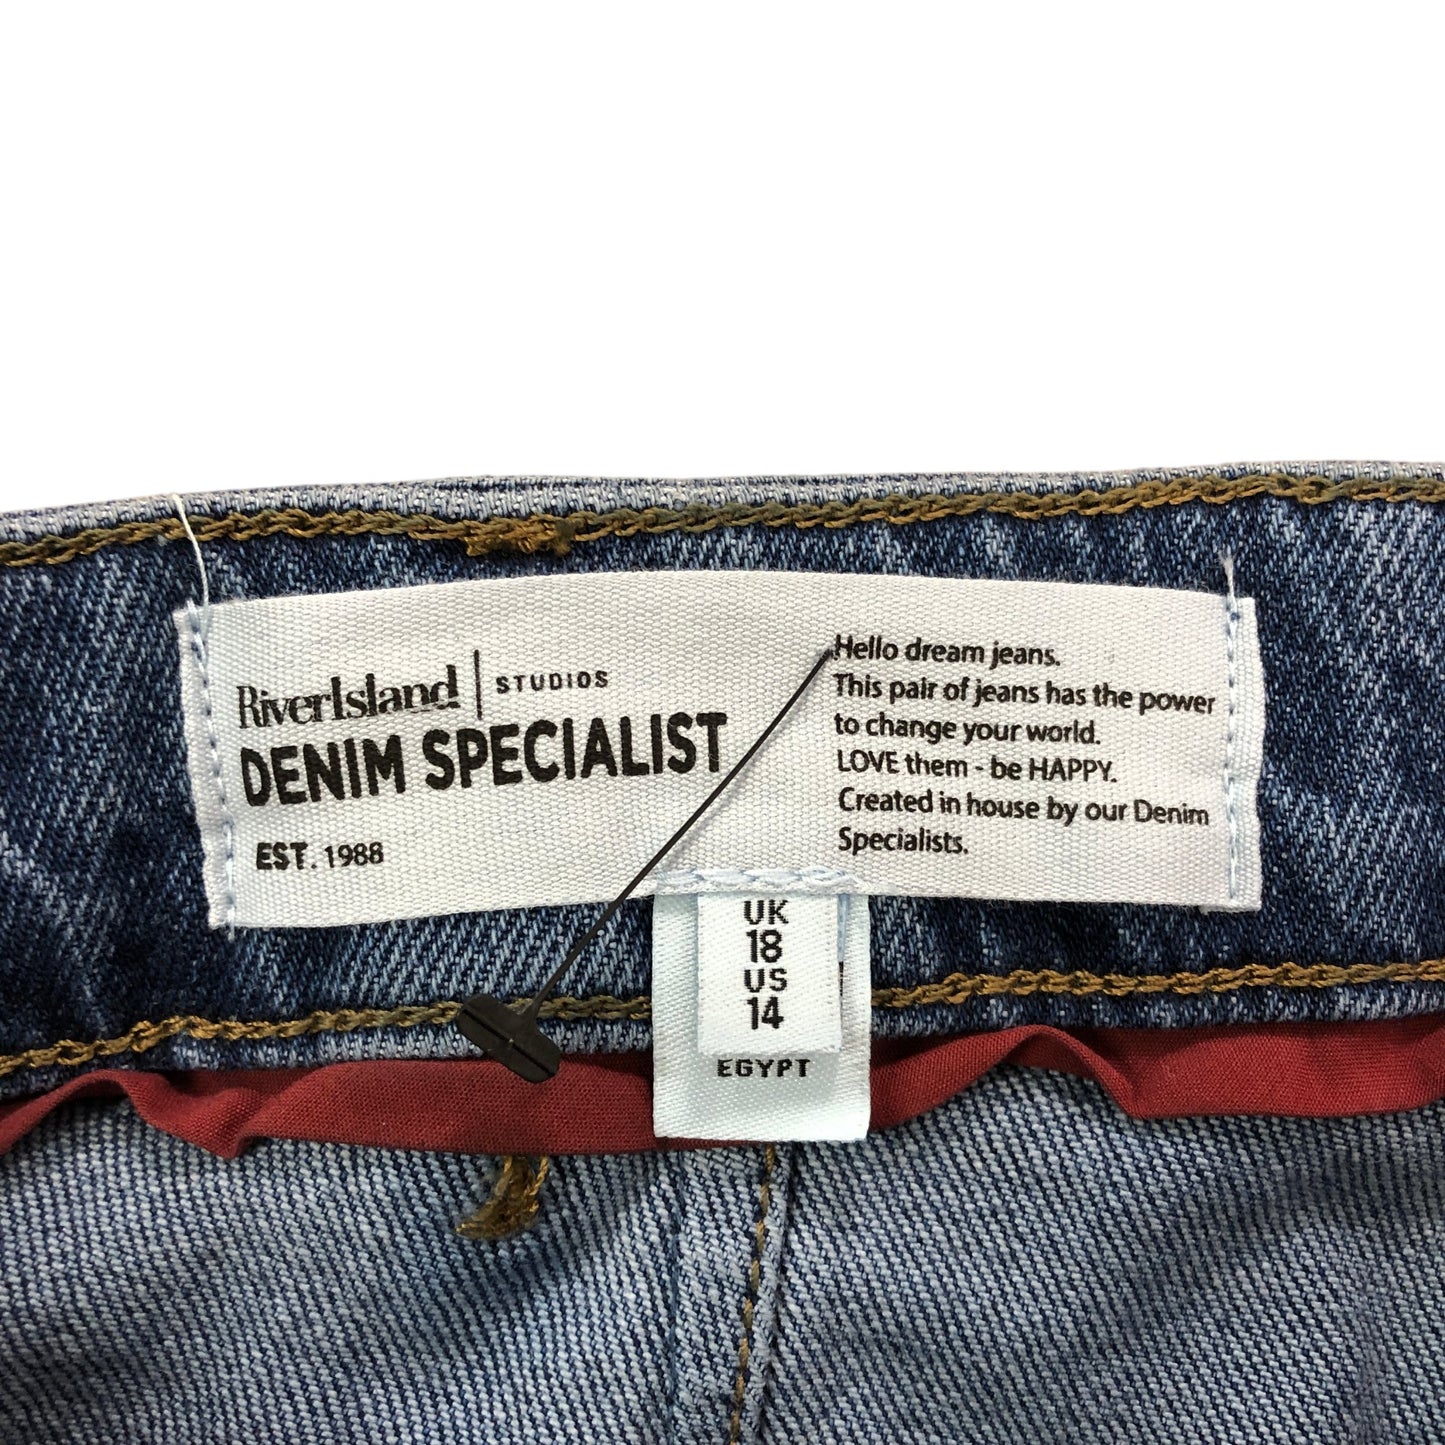 RiverIsland | STUDIOS
DENIM SPECIALIST
EST. 1988
Hello dream jeans.
This pair of jeans has the power
to change your world.
LOVE them - be HAPPY.
Created in house by our Denim
Specialists.
UK
18
US
14
EGYPT